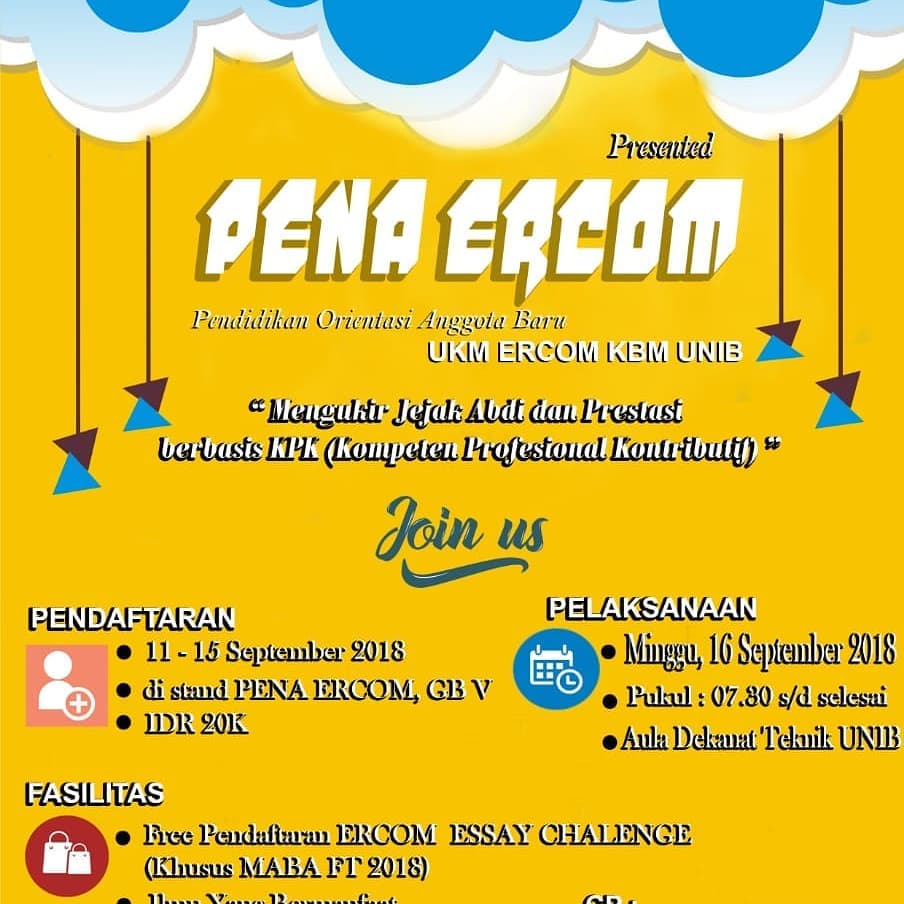 Presented
PENA ERCOM
Pendidikan Orientasi Anggota Baru
UKM ERCOM KBM UNIB
“ Mengukir Jejak Abdi dan Prestasi
berbasis KPK (Kompeten Profesional Kontributif) ”
Join us
PENDAFTARAN
• 11 - 15 September 2018
• di stand PENA ERCOM, GB V
• IDR 20K
PELAKSANAAN
• Minggu, 16 September 2018
• Pukul : 07.30 s/d selesai
• Aula Dekanat Teknik UNIB
FASILITAS
• Free Pendaftaran ERCOM ESSAY CHALENGE
(Khusus MABA FT 2018)
• Ilmu Yang Bermanfaat